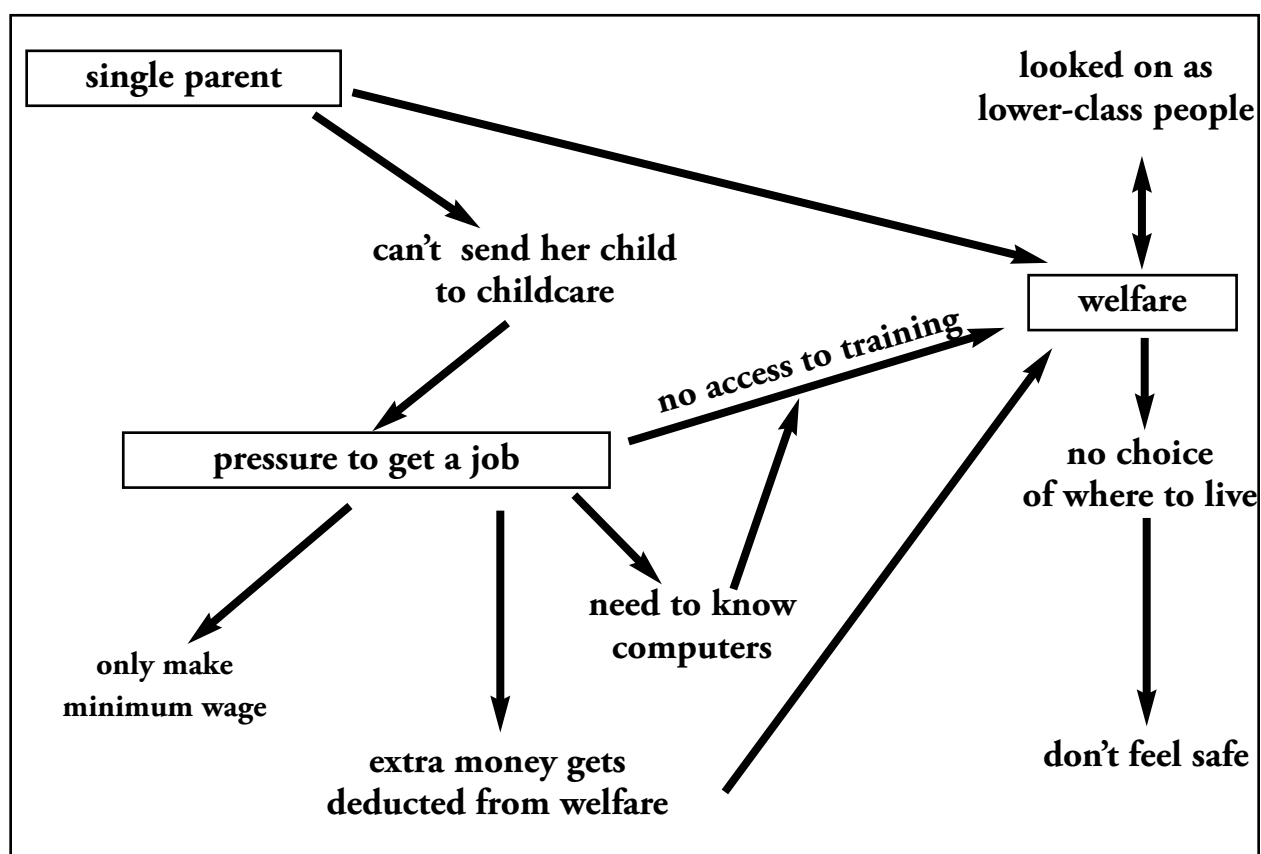 single parent
looked on as
lower-class people
can't  send her child
to childcare
welfare
no access to training
pressure to get a job
no choice
of where to live
need to know
computers
only make
minimum wage
extra money gets
deducted from welfare
don't feel safe